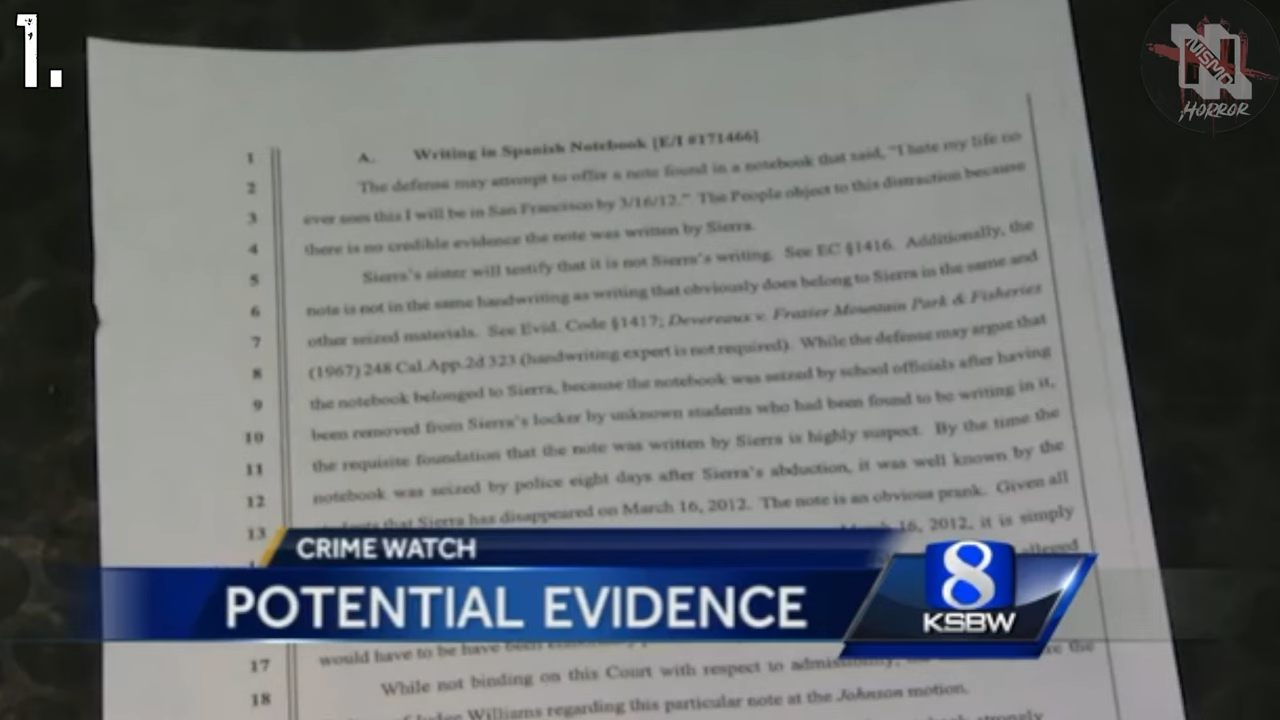 1.
NISMO
HORROR
1 A. Writing in Spanish Notebook [E/I #171466]
2 The defense may attempt to offer a note found in a notebook that said, "I hate my life no
3 ever sees this I will be in San Francisco by 3/16/12." The People object to this distraction because
4 there is no credible evidence the note was written by Sierra.
5 Sierra's sister will testify that it is not Sierra's writing. See EC §1416. Additionally, the
6 note is not in the same handwriting as writing that obviously does belong to Sierra in the same and
7 other seized materials. See Evid. Code §1417; Devereaux v. Frazier Mountain Park & Fisheries
8 (1967) 248 Cal.App.2d 323 (handwriting expert is not required). While the defense may argue that
9 the notebook belonged to Sierra, because the notebook was seized by school officials after having
10 been removed from Sierra's locker by unknown students who had been found to be writing in it,
11 the requisite foundation that the note was written by Sierra is highly suspect. By the time the
12 notebook was seized by police eight days after Sierra's abduction, it was well known by the
13 that Sierra has disappeared on March 16, 2012. The note is an obvious prank. Given all
16, 2012, it is simply
CRIME WATCH
POTENTIAL EVIDENCE
8
KSBW
17 would have to be have been
18 While not binding on this Court with respect to the
Williams regarding this particular note at the Johnson motion.
strongly